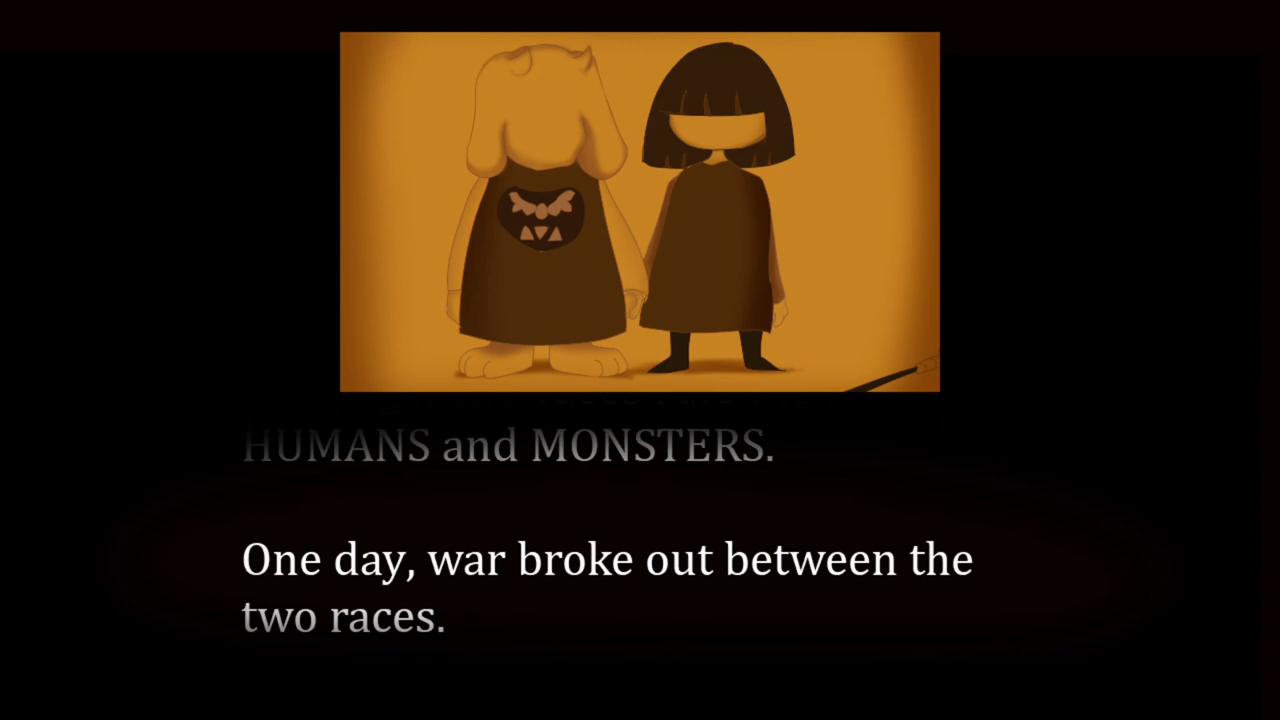 HUMANS and MONSTERS.
One day, war broke out between the
two races.